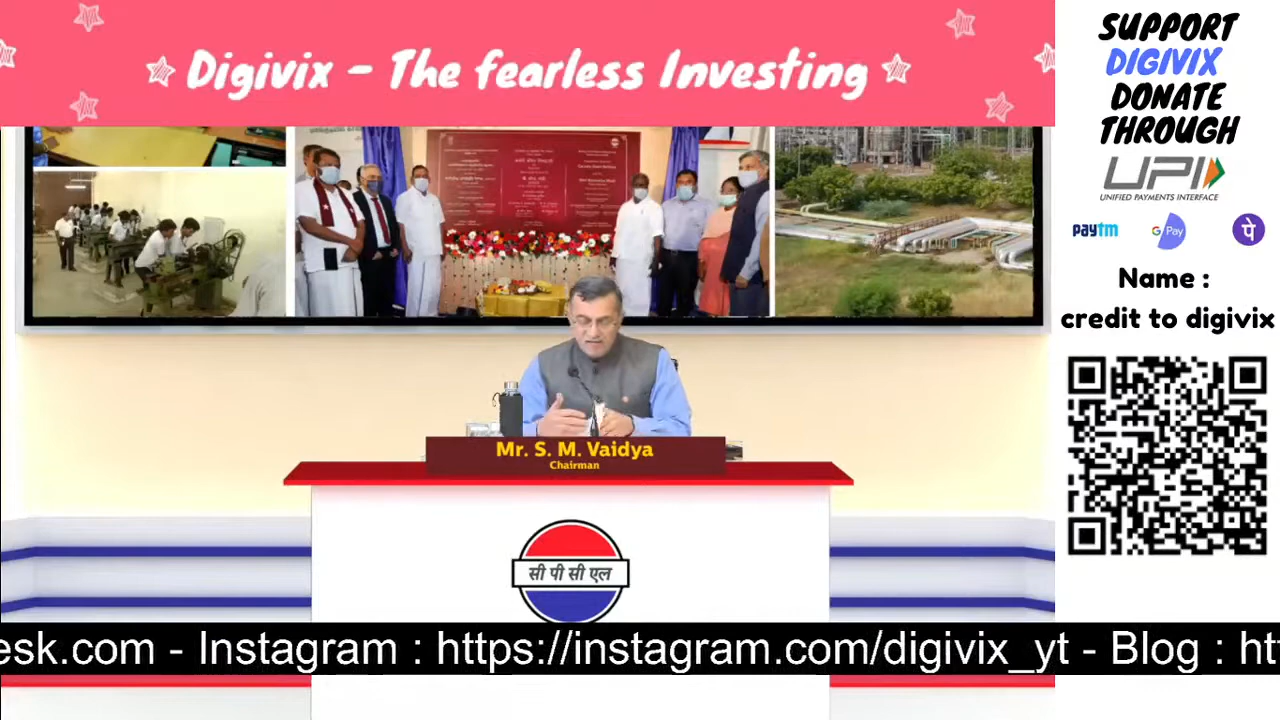 Digivix - The fearless Investing
SUPPORT
DIGIVIX
DONATE
THROUGH
UPI
UNIFIED PAYMENTS INTERFACE
paytm
G Pay
पे
Name :
credit to digivix
Mr. S. M. Vaidya
Chairman
सी पी सी एल
esk.com - Instagram : https://instagram.com/digivix_yt - Blog : ht